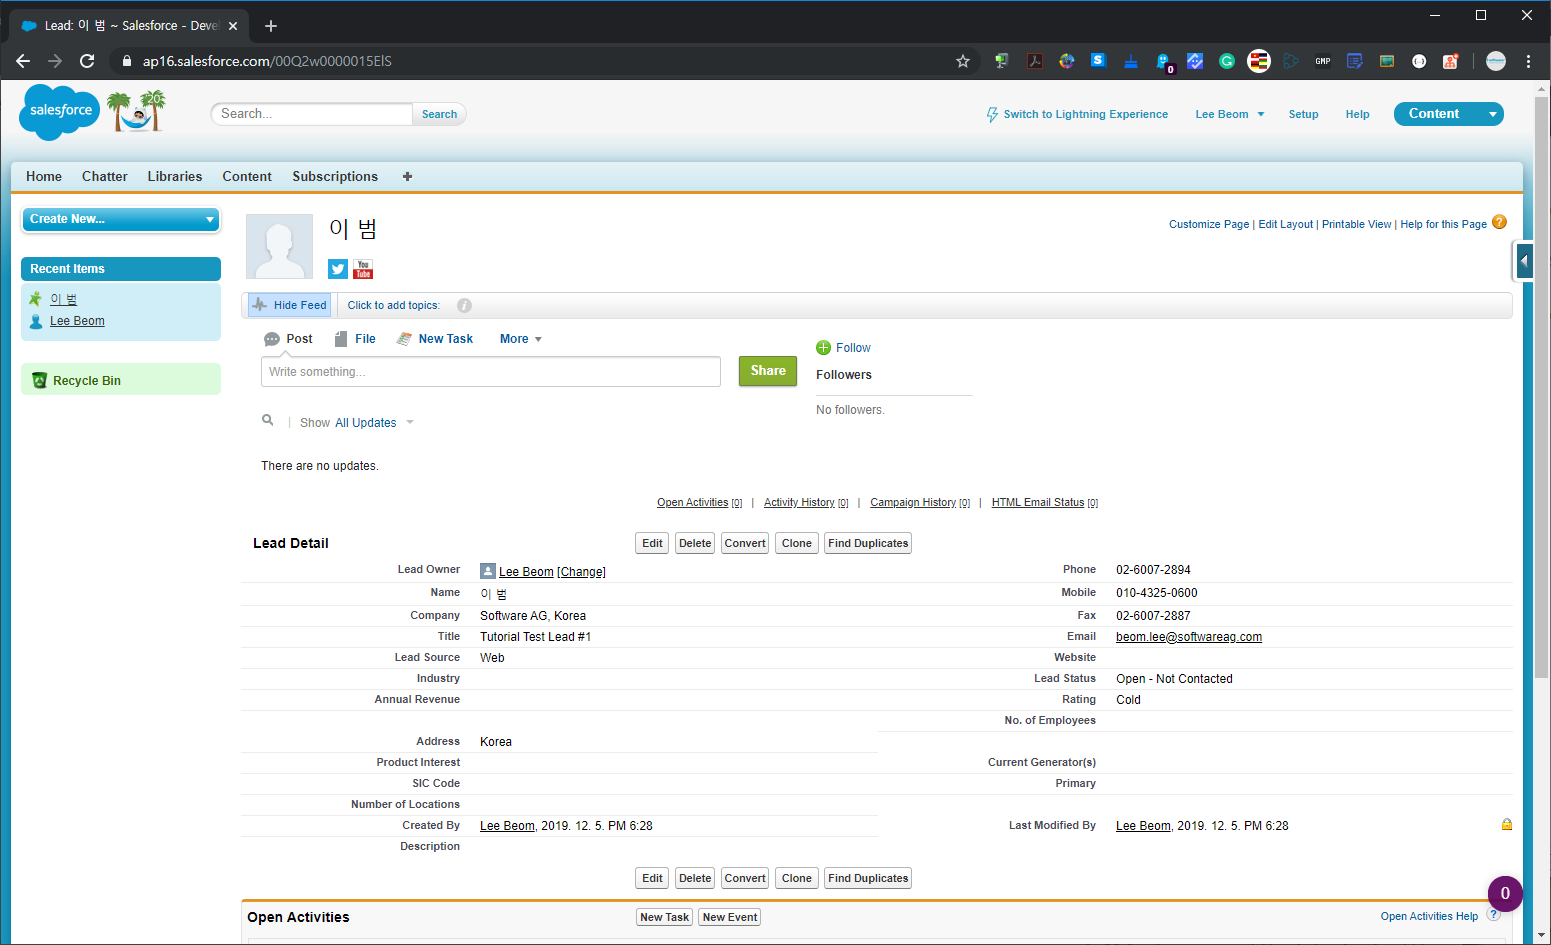 Lead: 이 범 ~ Salesforce - Deve
ap16.salesforce.com/00Q2w0000015ElS
0
GMP
salesforce
Search...
Search
Switch to Lightning Experience
Lee Beom
Setup
Help
Content
Home
Chatter
Libraries
Content
Subscriptions
Create New...
Recent Items
이 범
Lee Beom
Recycle Bin
이 범
You Tube
Customize Page | Edit Layout | Printable View | Help for this Page
Hide Feed
Click to add topics:
Post
File
New Task
More
Write something...
Share
Follow
Followers
No followers.
Show All Updates
There are no updates.
Open Activities [0] | Activity History [0] | Campaign History [0] | HTML Email Status [0]
Lead Detail
Edit
Delete
Convert
Clone
Find Duplicates
Lead Owner Lee Beom [Change]
Phone 02-6007-2894
Name 이 범
Mobile 010-4325-0600
Company Software AG, Korea
Fax 02-6007-2887
Title Tutorial Test Lead #1
Email beom.lee@softwareag.com
Lead Source Web
Website
Industry
Lead Status Open - Not Contacted
Annual Revenue
Rating Cold
No. of Employees
Address Korea
Product Interest
Current Generator(s)
SIC Code
Primary
Number of Locations
Created By Lee Beom, 2019. 12. 5. PM 6:28
Last Modified By Lee Beom, 2019. 12. 5. PM 6:28
Description
Edit
Delete
Convert
Clone
Find Duplicates
0
Open Activities
New Task
New Event
Open Activities Help ?